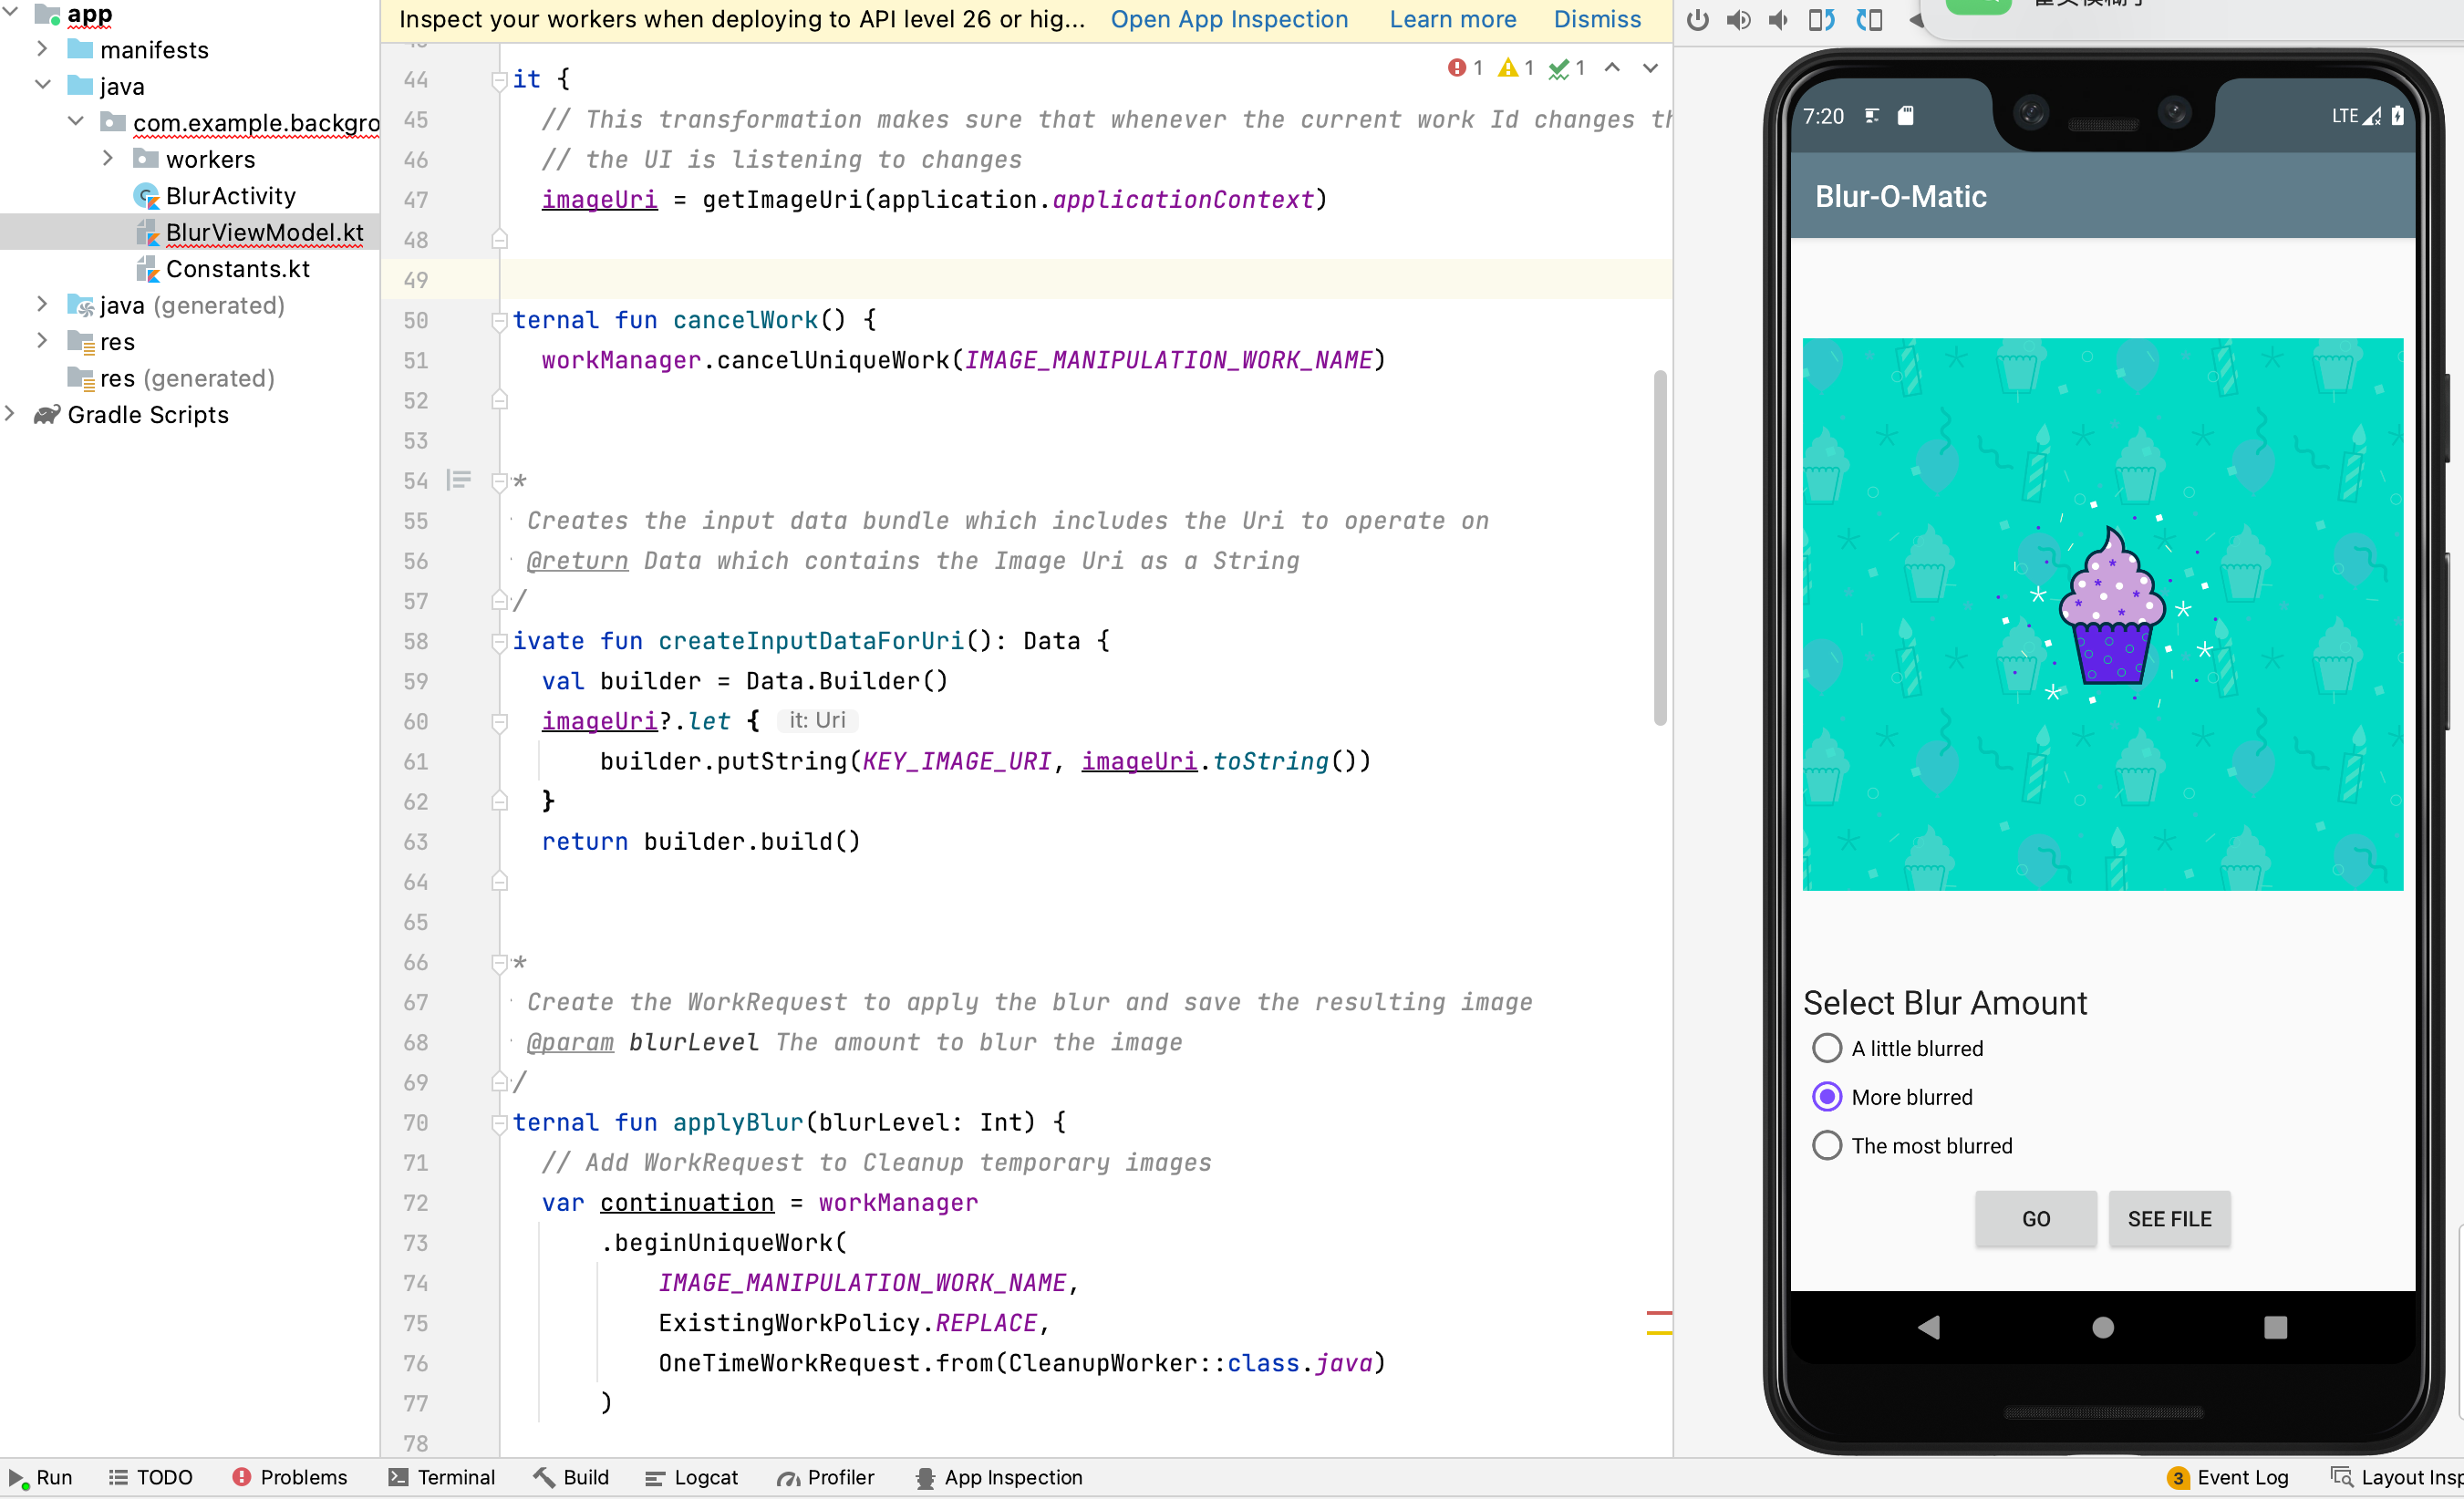 app
manifests
java
com.example.backgro
workers
BlurActivity
BlurViewModel.kt
Constants.kt
java (generated)
res
res (generated)
Gradle Scripts
Inspect your workers when deploying to API level 26 or hig... Open App Inspection Learn more Dismiss
1 1 1
44 it {
45 // This transformation makes sure that whenever the current work Id changes th
46 // the UI is listening to changes
47 imageUri = getImageUri(application.applicationContext)
48
49
50 ternal fun cancelWork() {
51 workManager.cancelUniqueWork(IMAGE_MANIPULATION_WORK_NAME)
52
53
54 *
55 Creates the input data bundle which includes the Uri to operate on
56 @return Data which contains the Image Uri as a String
57 /
58 ivate fun createInputDataForUri(): Data {
59 val builder = Data.Builder()
60 imageUri?.let { it: Uri
61 builder.putString(KEY_IMAGE_URI, imageUri.toString())
62 }
63 return builder.build()
64
65
66 *
67 Create the WorkRequest to apply the blur and save the resulting image
68 @param blurLevel The amount to blur the image
69 /
70 ternal fun applyBlur(blurLevel: Int) {
71 // Add WorkRequest to Cleanup temporary images
72 var continuation = workManager
73 .beginUniqueWork(
74 IMAGE_MANIPULATION_WORK_NAME,
75 ExistingWorkPolicy.REPLACE,
76 OneTimeWorkRequest.from(CleanupWorker::class.java)
77 )
78
7:20 LTE
Blur-O-Matic
Select Blur Amount
A little blurred
More blurred
The most blurred
GO SEE FILE
Run TODO Problems Terminal Build Logcat Profiler App Inspection 3 Event Log Layout Insp